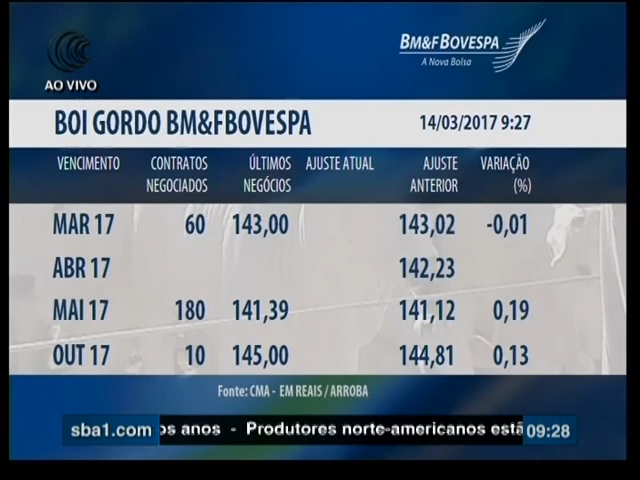 AO VIVO
BM&FBOVESPA
A Nova Bolsa
BOI GORDO BM&FBOVESPA 14/03/2017 9:27
VENCIMENTO CONTRATOS NEGOCIADOS ÚLTIMOS NEGÓCIOS AJUSTE ATUAL AJUSTE ANTERIOR VARIAÇÃO (%)
MAR 17 60 143,00 143,02 -0,01
ABR 17 142,23
MAI 17 180 141,39 141,12 0,19
OUT 17 10 145,00 144,81 0,13
Fonte: CMA - EM REAIS / ARROBA
sba1.com os anos - Produtores norte-americanos estã 09:28